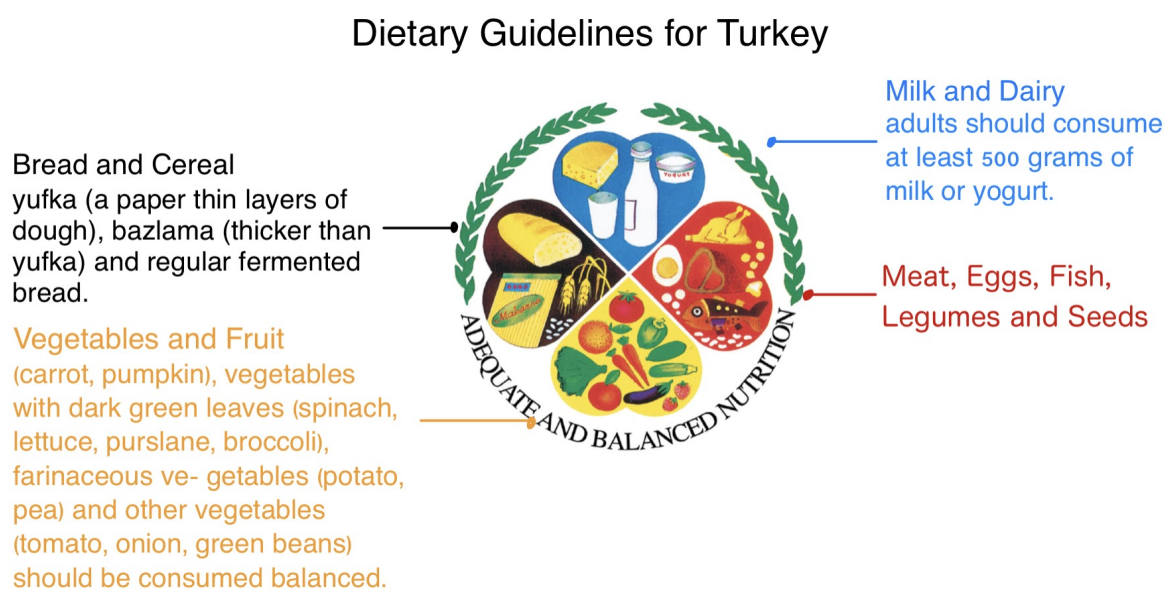 Dietary Guidelines for Turkey
Milk and Dairy
adults should consume
at least 500 grams of
milk or yogurt.
Bread and Cereal
yufka (a paper thin layers of
dough), bazlama (thicker than
yufka) and regular fermented
bread.
Meat, Eggs, Fish,
Legumes and Seeds
Vegetables and Fruit
(carrot, pumpkin), vegetables
with dark green leaves (spinach,
lettuce, purslane, broccoli),
farinaceous ve- getables (potato,
pea) and other vegetables
(tomato, onion, green beans)
should be consumed balanced.
YOGURT
Makarna
ADEQUATE AND BALANCED NUTRITION